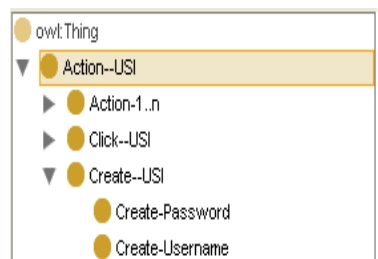 owl:Thing
Action--USI
Action-1..n
Click--USI
Create--USI
Create-Password
Create-Username